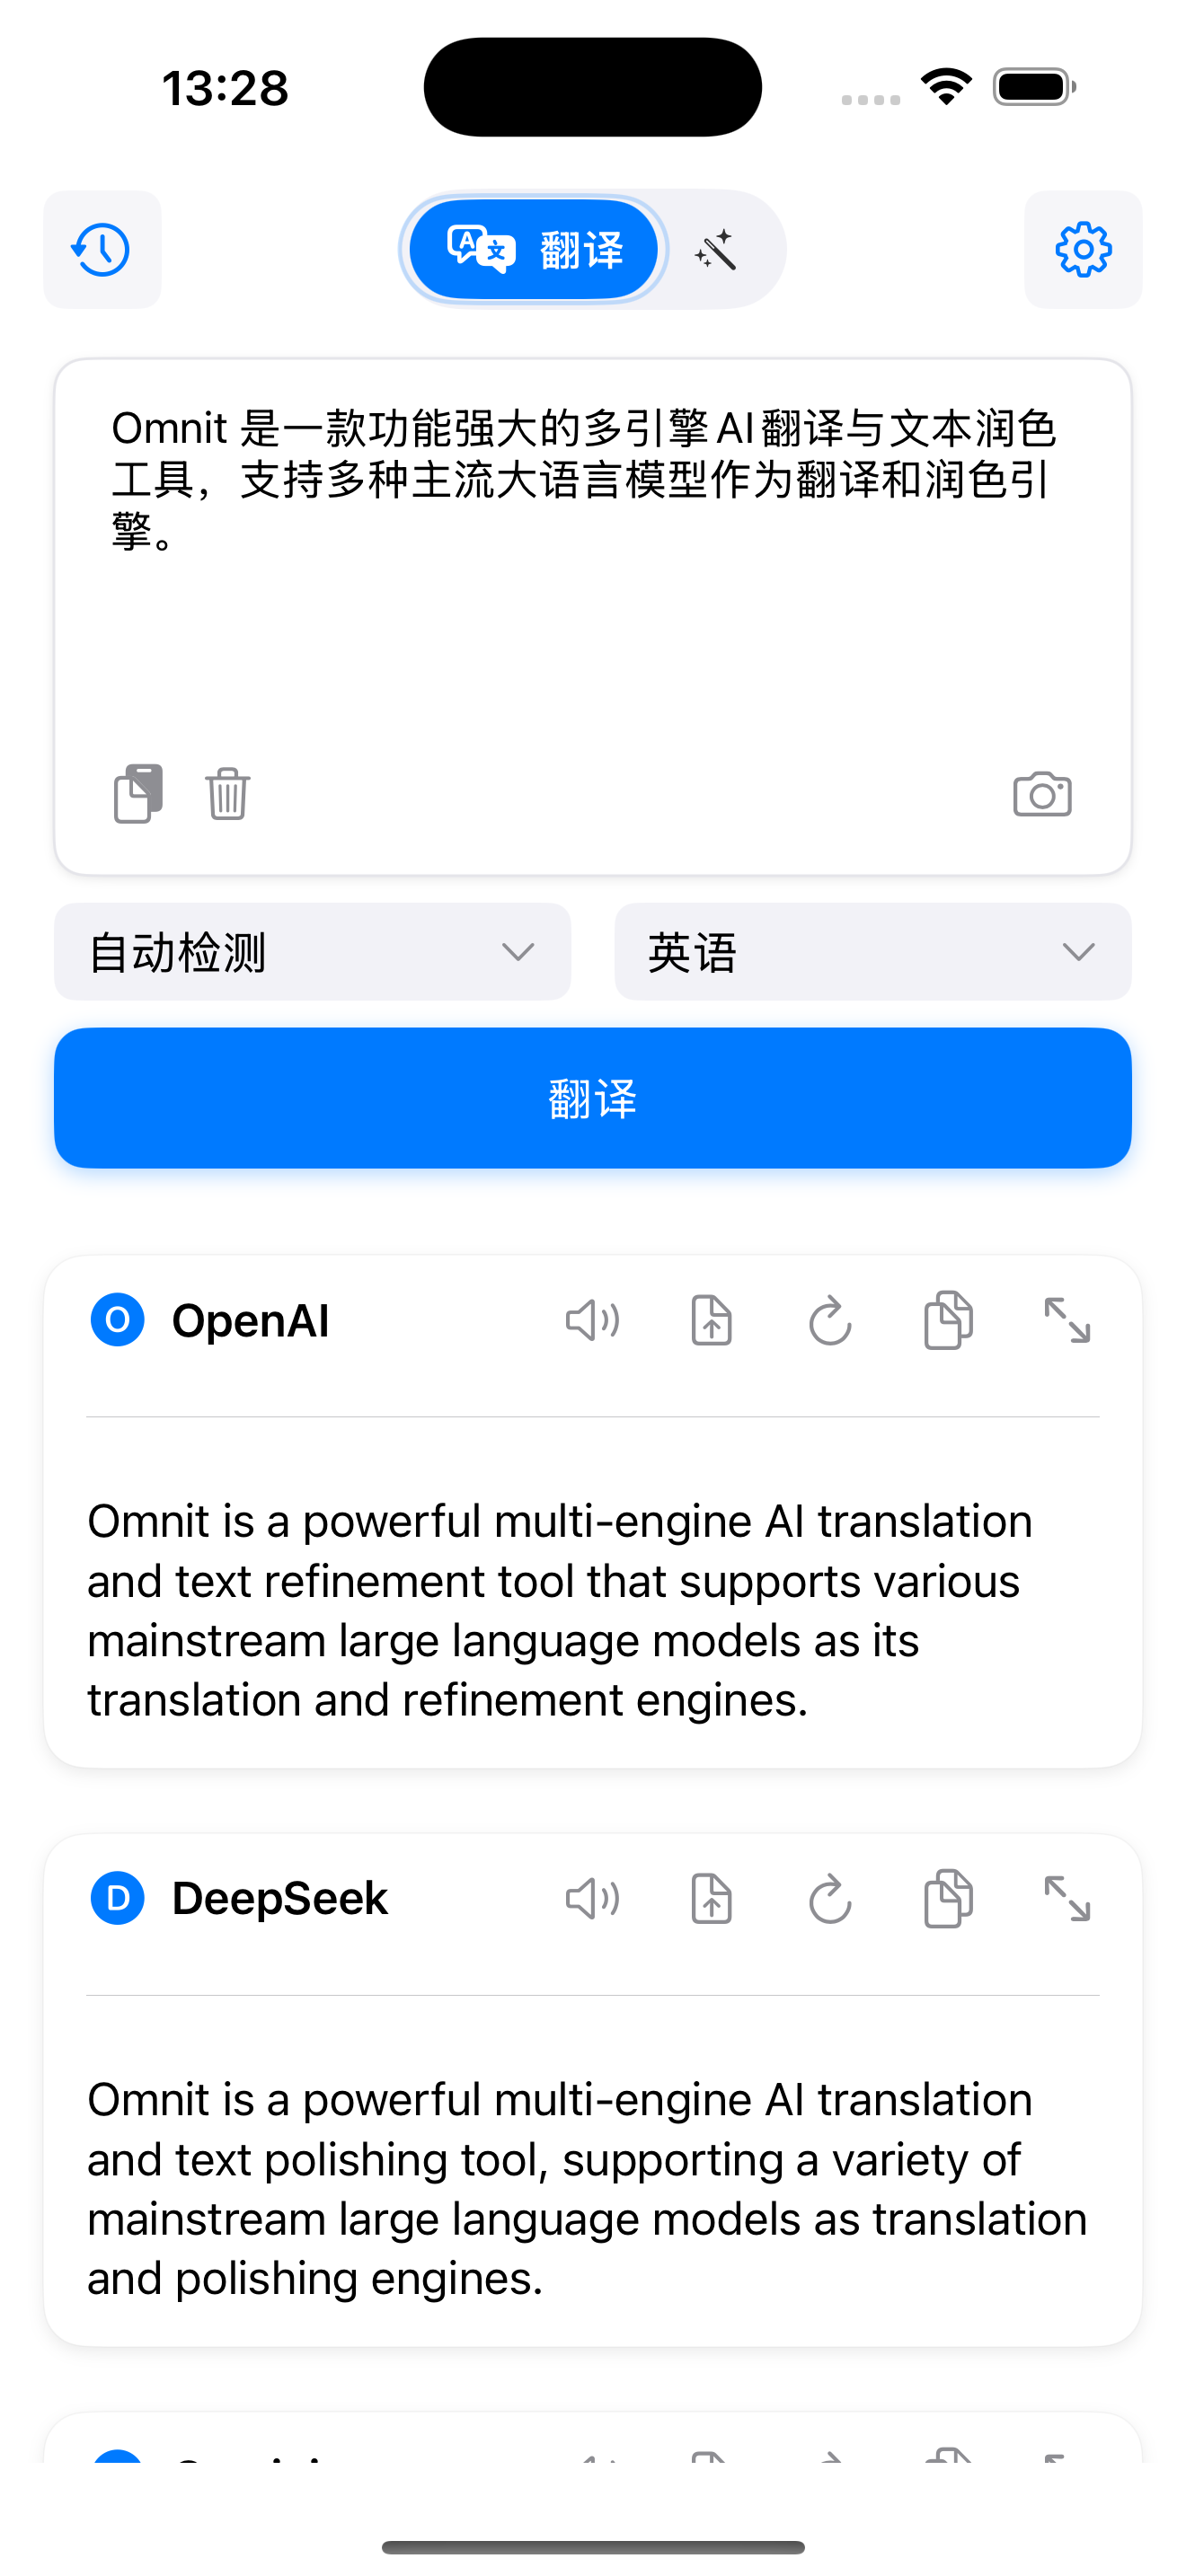 13:28
翻译
Omnit 是一款功能强大的多引擎AI翻译与文本润色
工具，支持多种主流大语言模型作为翻译和润色引
擎。
自动检测
英语
翻译
O OpenAI
Omnit is a powerful multi-engine AI translation
and text refinement tool that supports various
mainstream large language models as its
translation and refinement engines.
D DeepSeek
Omnit is a powerful multi-engine AI translation
and text polishing tool, supporting a variety of
mainstream large language models as translation
and polishing engines.